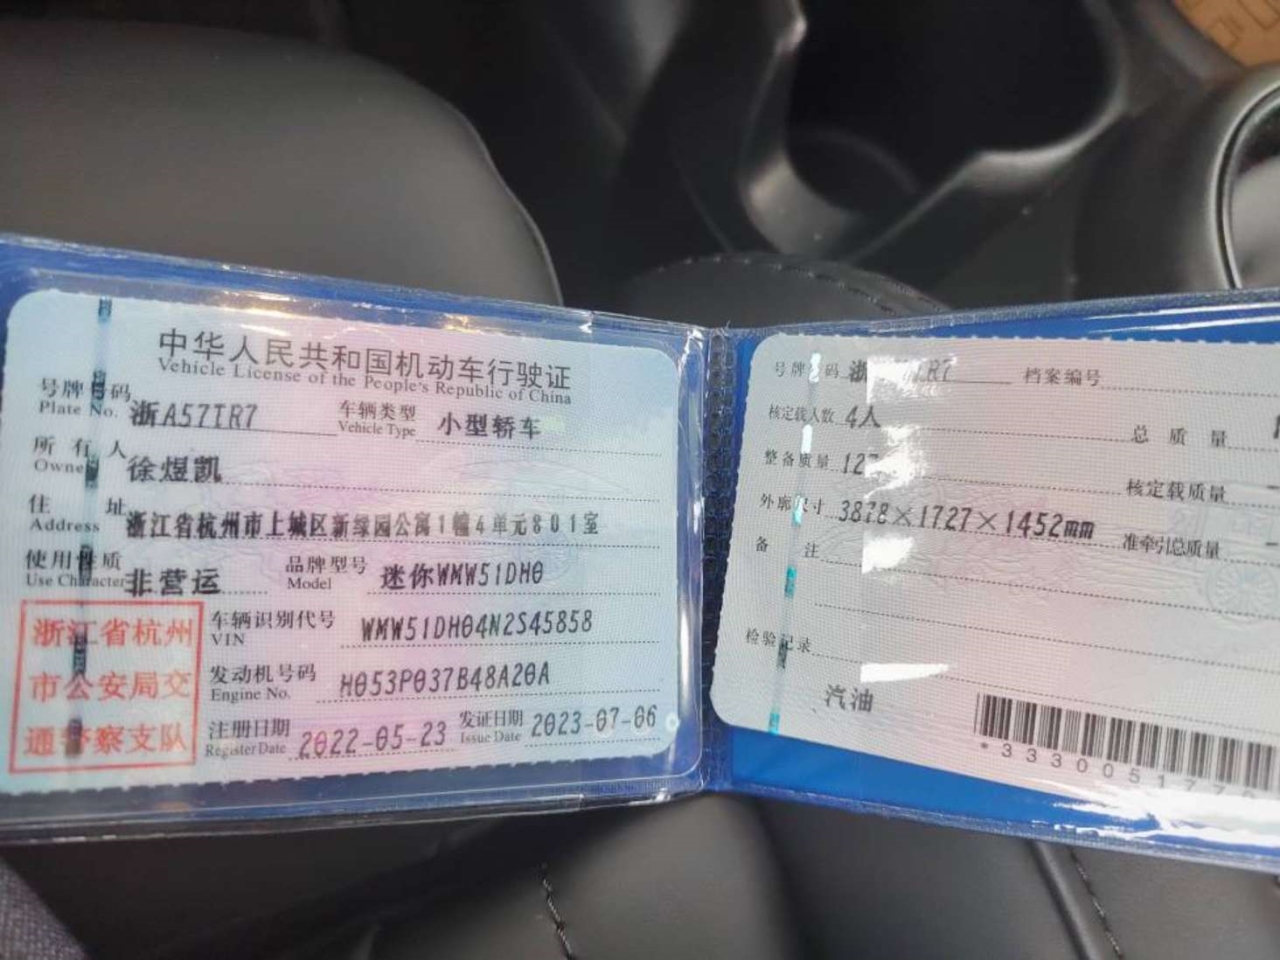 中华人民共和国机动车行驶证
Vehicle License of the People's Republic of China
号牌号码 浙A57TR7 车辆类型 小型轿车
Plate No. Vehicle Type
所有人 徐煜凯
Owner
住址 浙江省杭州市上城区新绿园公寓1幢4单元801室
Address
使用性质 非营运 品牌型号 迷你WMW51DH0
Use Character Model
浙江省杭州
市公安局交
通警察支队
车辆识别代号 WMW51DH04N2S45858
VIN
发动机号码 H053P037B48A20A
Engine No.
注册日期 2022-05-23 发证日期 2023-07-06
Register Date Issue Date
号牌号码 浙 R7 档案编号
核定载人数 4人 总质量
整备质量 12 核定载质量
外廓尺寸 3878×1727×1452mm 准牵引总质量
备注
检验记录
汽油
*333005177